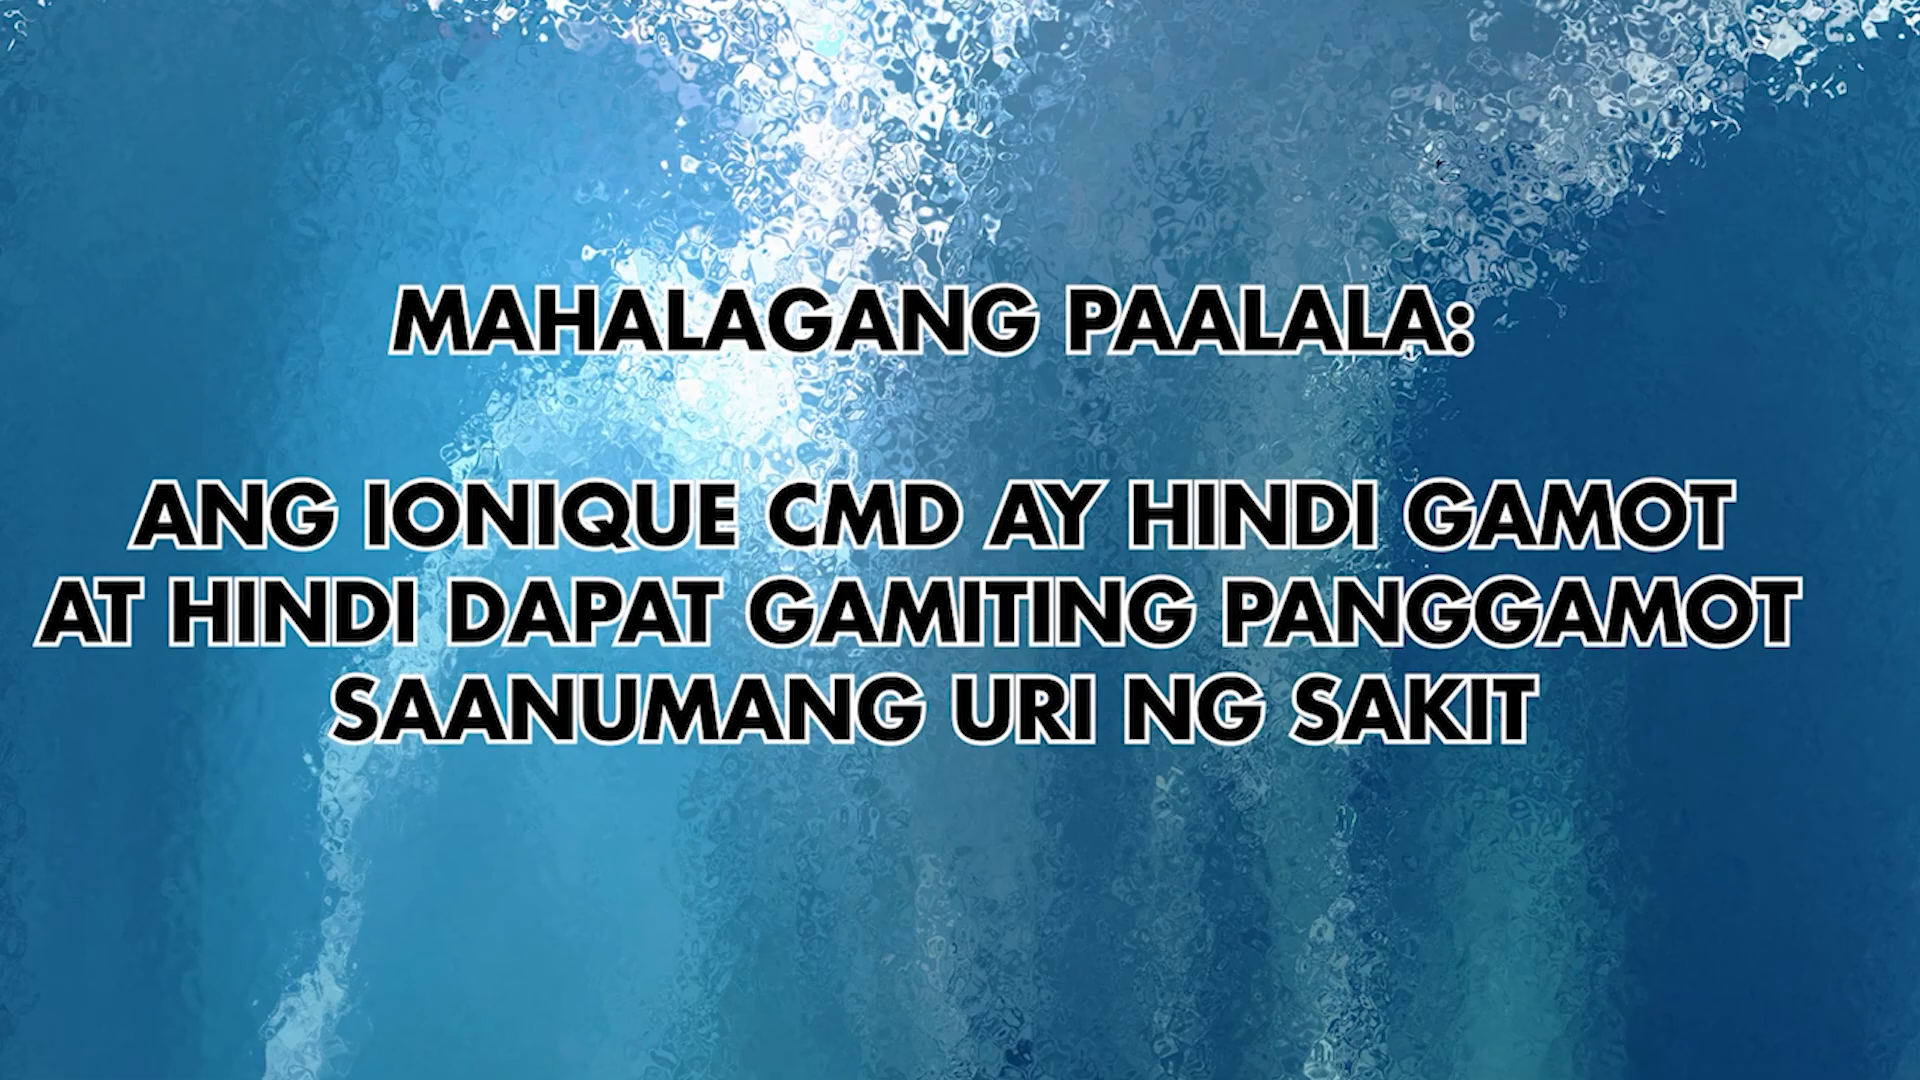 MAHALAGANG PAALALA:
ANG IONIQUE CMD AY HINDI GAMOT
AT HINDI DAPAT GAMITING PANGGAMOT
SAANUMANG URI NG SAKIT